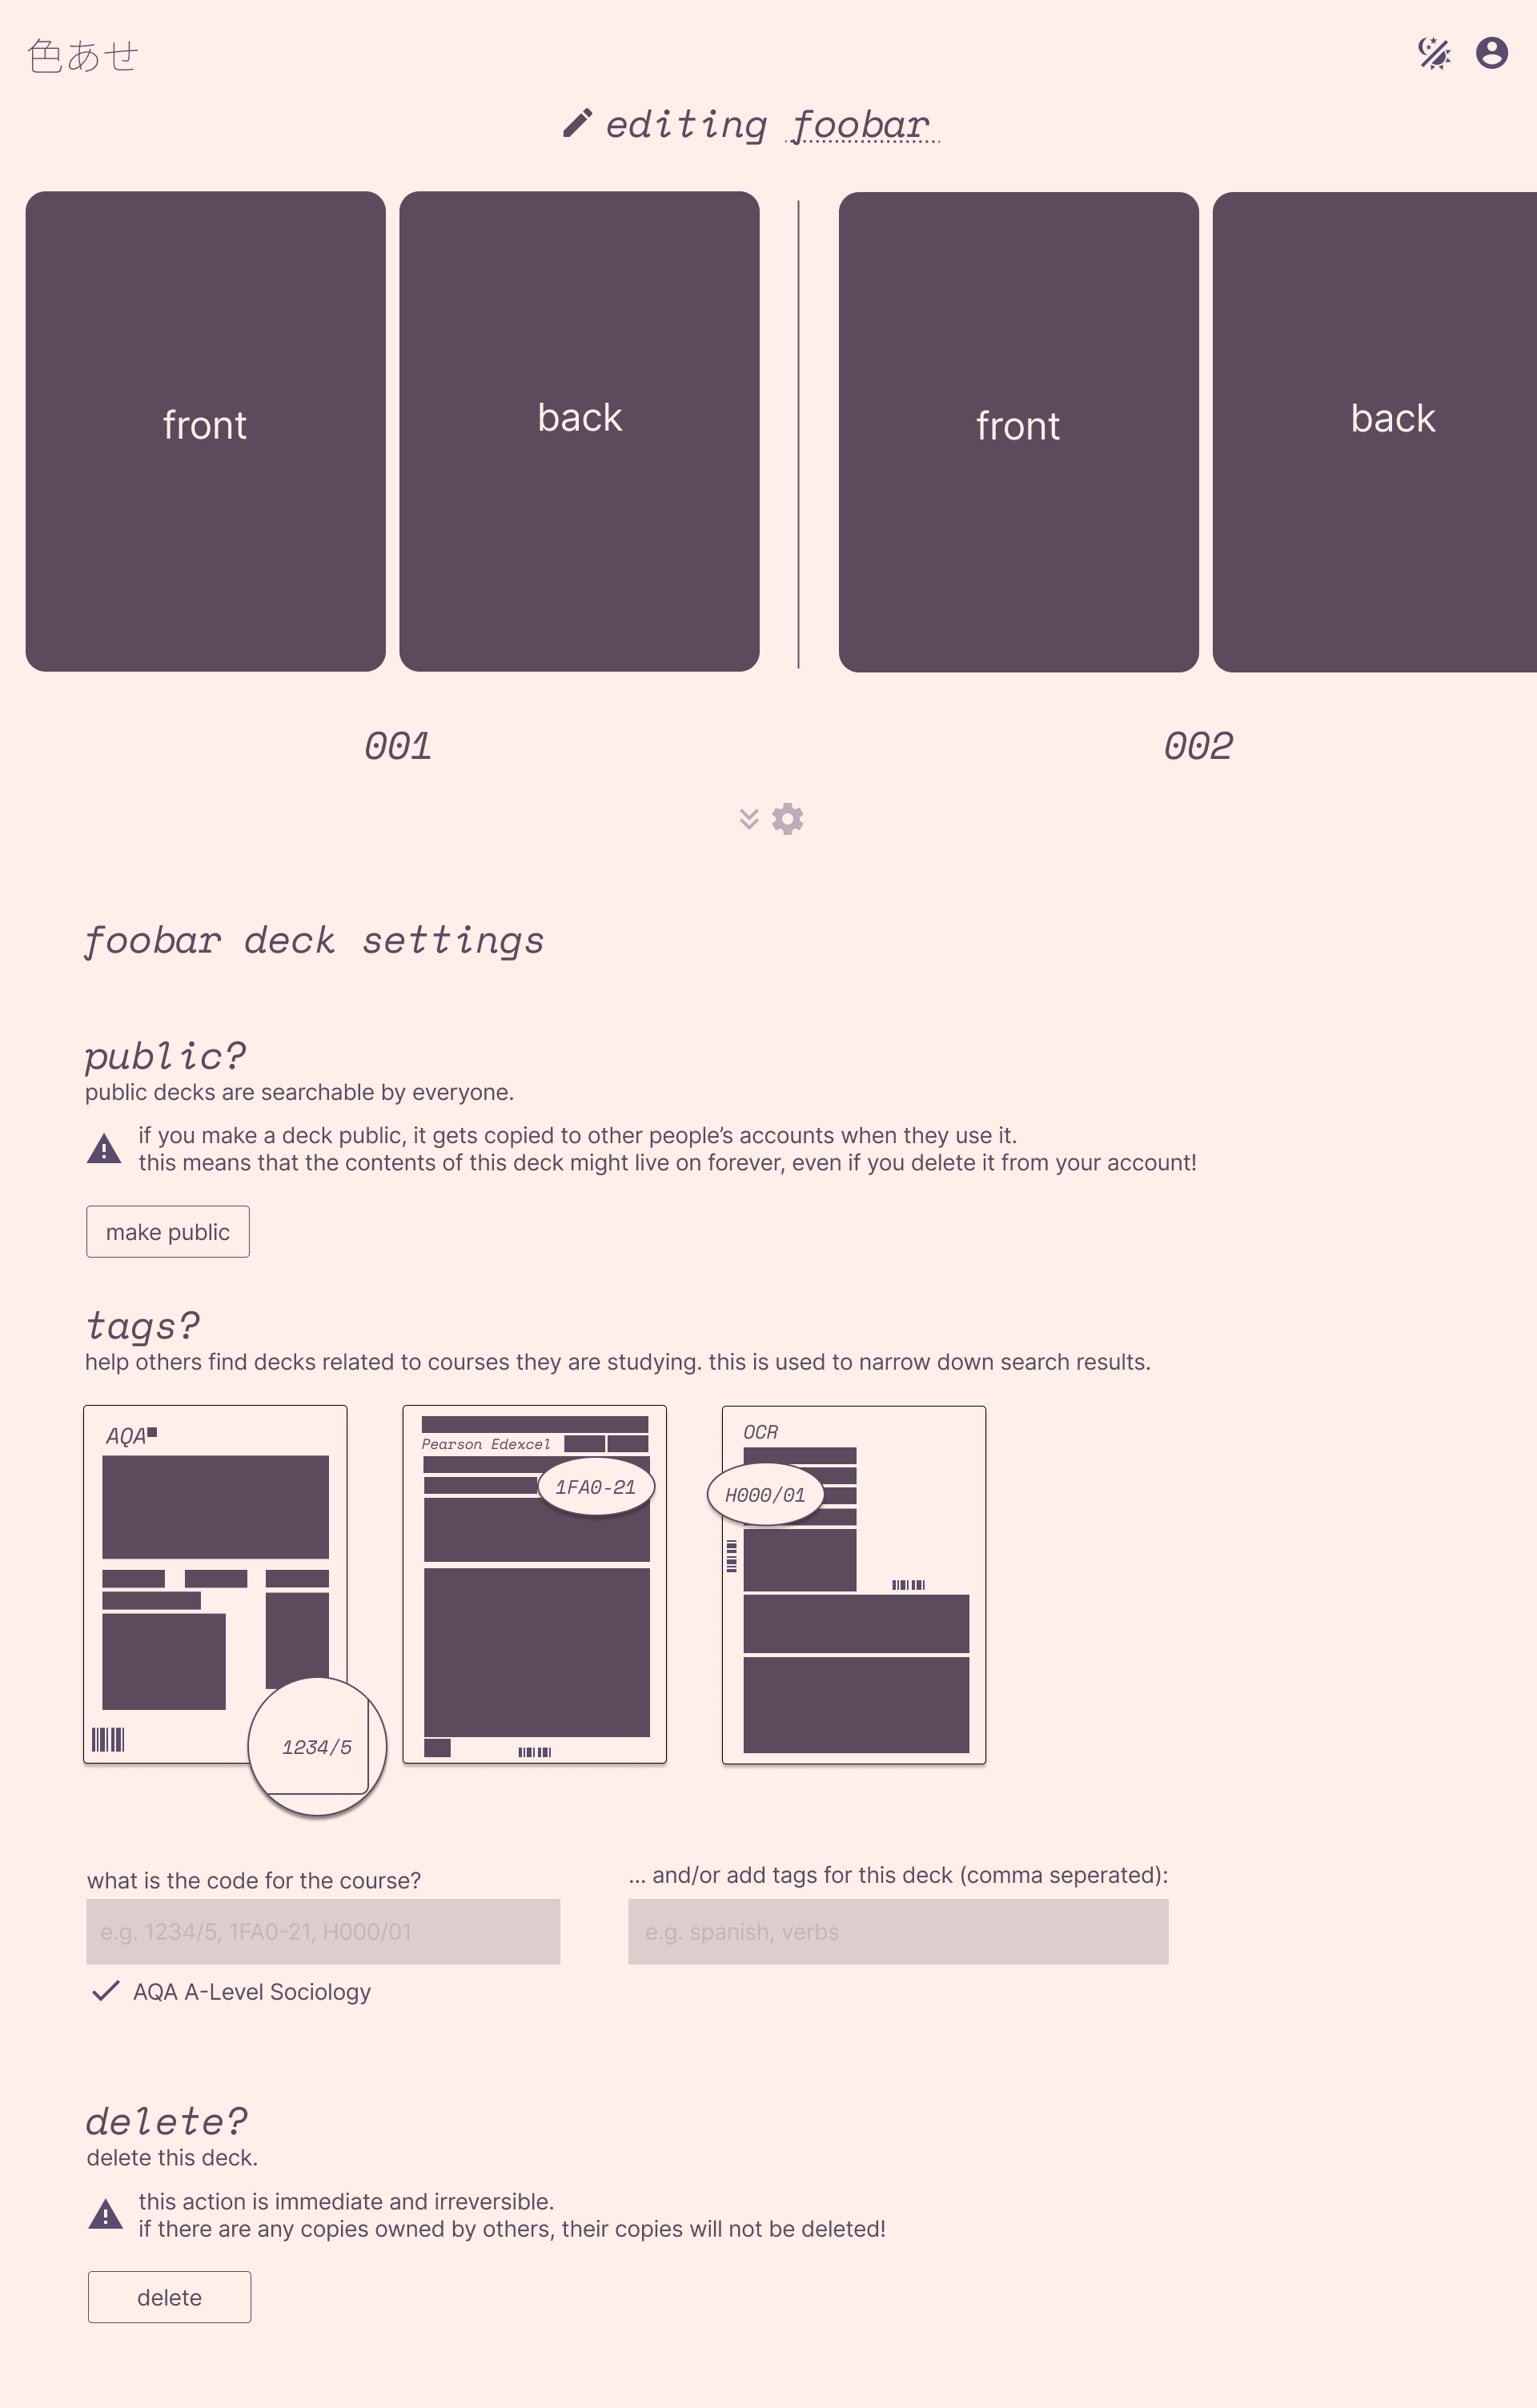 色あせ
editing foobar
front
back
front
back
001
002
foobar deck settings
public?
public decks are searchable by everyone.
if you make a deck public, it gets copied to other people’s accounts when they use it.
this means that the contents of this deck might live on forever, even if you delete it from your account!
make public
tags?
help others find decks related to courses they are studying. this is used to narrow down search results.
AQA
1234/5
Pearson Edexcel
1FA0-21
OCR
H000/01
what is the code for the course?
e.g. 1234/5, 1FA0-21, H000/01
AQA A-Level Sociology
... and/or add tags for this deck (comma seperated):
e.g. spanish, verbs
delete?
delete this deck.
this action is immediate and irreversible.
if there are any copies owned by others, their copies will not be deleted!
delete